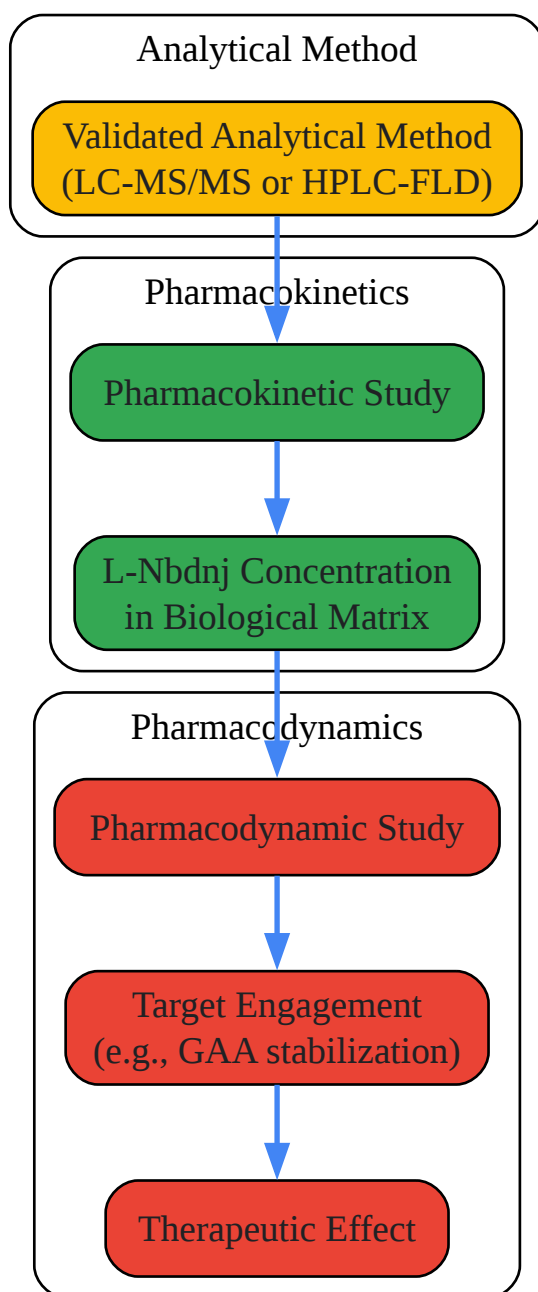 Analytical Method
Validated Analytical Method
(LC-MS/MS or HPLC-FLD)
Pharmacokinetics
Pharmacokinetic Study
L-Nbdnj Concentration
in Biological Matrix
Pharmacodynamics
Pharmacodynamic Study
Target Engagement
(e.g., GAA stabilization)
Therapeutic Effect